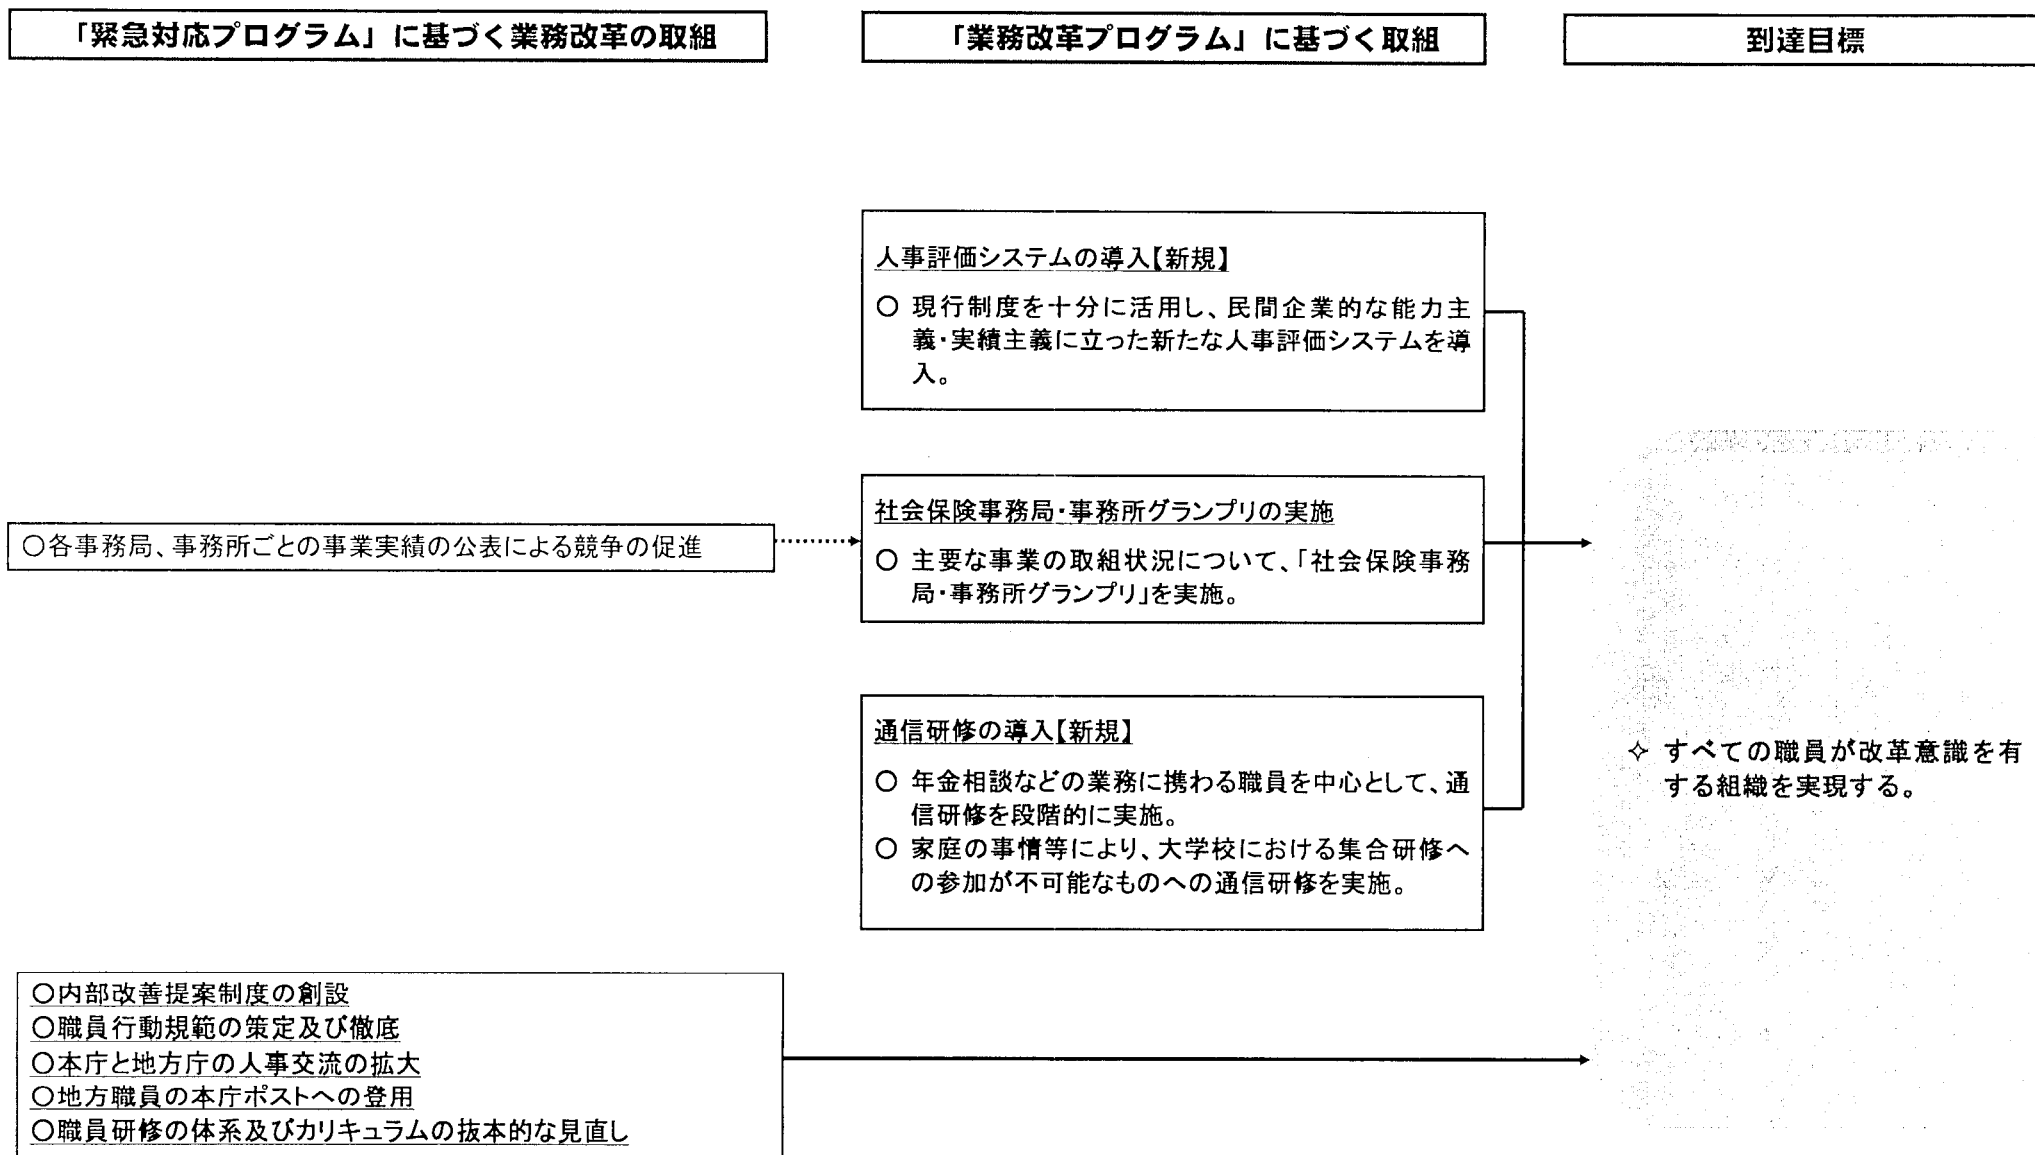 「緊急対応プログラム」に基づく業務改革の取組
「業務改革プログラム」に基づく取組
到達目標
人事評価システムの導入【新規】
○ 現行制度を十分に活用し、民間企業的な能力主
義・実績主義に立った新たな人事評価システムを導
入。
○各事務局、事務所ごとの事業実績の公表による競争の促進
社会保険事務局・事務所グランプリの実施
○ 主要な事業の取組状況について、「社会保険事務
局・事務所グランプリ」を実施。
通信研修の導入【新規】
○ 年金相談などの業務に携わる職員を中心として、通
信研修を段階的に実施。
○ 家庭の事情等により、大学校における集合研修へ
の参加が不可能なものへの通信研修を実施。
✧ すべての職員が改革意識を有
する組織を実現する。
○内部改善提案制度の創設
○職員行動規範の策定及び徹底
○本庁と地方庁の人事交流の拡大
○地方職員の本庁ポストへの登用
○職員研修の体系及びカリキュラムの抜本的な見直し